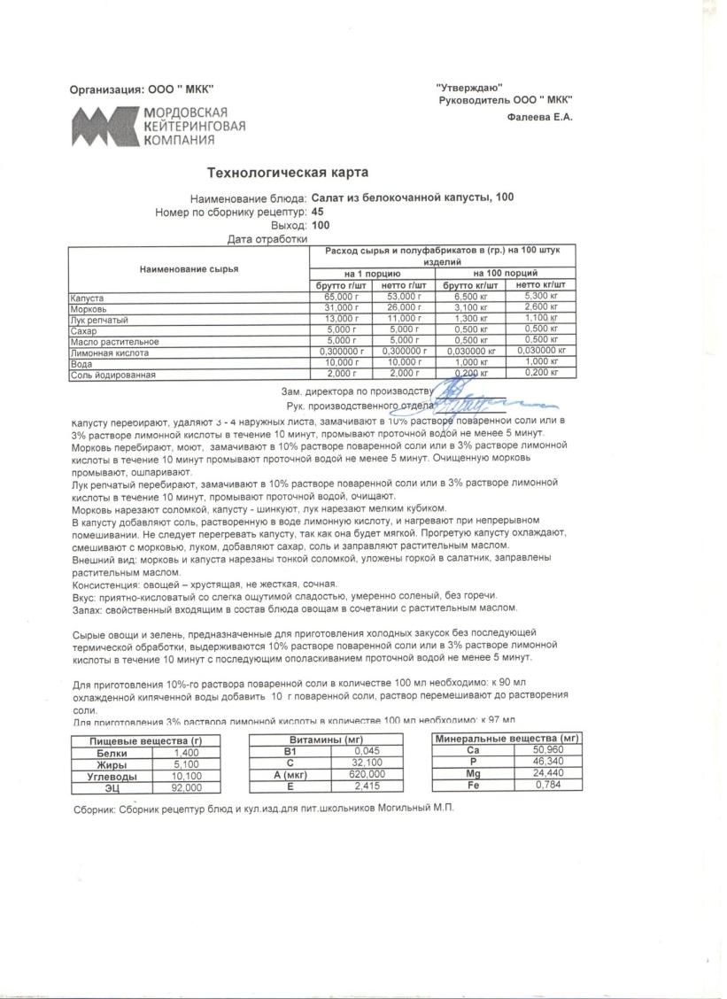 Организация: ООО " МКК"
"Утверждаю"
Руководитель ООО " МКК"
Фалеева Е.А.
МОРДОВСКАЯ
КЕЙТЕРИНГОВАЯ
КОМПАНИЯ
Технологическая карта
Наименование блюда: Салат из белокочанной капусты, 100
Номер по сборнику рецептур: 45
Выход: 100
Дата отработки
Наименование сырья
Расход сырья и полуфабрикатов в (гр.) на 100 штук
изделий
на 1 порцию на 100 порций
брутто г/шт нетто г/шт брутто кг/шт нетто кг/шт
Капуста 65,000 г 53,000 г 6,500 кг 5,300 кг
Морковь 31,000 г 26,000 г 3,100 кг 2,600 кг
Лук репчатый 13,000 г 11,000 г 1,300 кг 1,100 кг
Сахар 5,000 г 5,000 г 0,500 кг 0,500 кг
Масло растительное 5,000 г 5,000 г 0,500 кг 0,500 кг
Лимонная кислота 0,300000 г 0,300000 г 0,030000 кг 0,030000 кг
Вода 10,000 г 10,000 г 1,000 кг 1,000 кг
Соль йодированная 2,000 г 2,000 г 0,200 кг 0,200 кг
Зам. директора по производству
Рук. производственного отдела
Капусту перебирают, удаляют 3 - 4 наружных листа, замачивают в 10% растворе поваренной соли или в
3% растворе лимонной кислоты в течение 10 минут, промывают проточной водой не менее 5 минут.
Морковь перебирают, моют, замачивают в 10% растворе поваренной соли или в 3% растворе лимонной
кислоты в течение 10 минут промывают проточной водой не менее 5 минут. Очищенную морковь
промывают, ошпаривают.
Лук репчатый перебирают, замачивают в 10% растворе поваренной соли или в 3% растворе лимонной
кислоты в течение 10 минут, промывают проточной водой, очищают.
Морковь нарезают соломкой, капусту - шинкуют, лук нарезают мелким кубиком.
В капусту добавляют соль, растворенную в воде лимонную кислоту, и нагревают при непрерывном
помешивании. Не следует перегревать капусту, так как она будет мягкой. Прогретую капусту охлаждают,
смешивают с морковью, луком, добавляют сахар, соль и заправляют растительным маслом.
Внешний вид: морковь и капуста нарезаны тонкой соломкой, уложены горкой в салатник, заправлены
растительным маслом.
Консистенция: овощей – хрустящая, не жесткая, сочная.
Вкус: приятно-кисловатый со слегка ощутимой сладостью, умеренно соленый, без горечи.
Запах: свойственный входящим в состав блюда овощам в сочетании с растительным маслом.
Сырые овощи и зелень, предназначенные для приготовления холодных закусок без последующей
термической обработки, выдерживаются 10% растворе поваренной соли или в 3% растворе лимонной
кислоты в течение 10 минут с последующим ополаскиванием проточной водой не менее 5 минут.
Для приготовления 10%-го раствора поваренной соли в количестве 100 мл необходимо: к 90 мл
охлажденной кипяченной воды добавить 10 г поваренной соли, раствор перемешивают до растворения
соли.
Для приготовления 3% раствора лимонной кислоты в количестве 100 мл необходимо: к 97 мл
Пищевые вещества (г)
Белки 1,400
Жиры 5,100
Углеводы 10,100
ЭЦ 92,000
Витамины (мг)
B1 0,045
C 32,100
А (мкг) 620,000
E 2,415
Минеральные вещества (мг)
Ca 50,960
P 46,340
Mg 24,440
Fe 0,784
Сборник: Сборник рецептур блюд и кул.изд.для пит.школьников Могильный М.П.